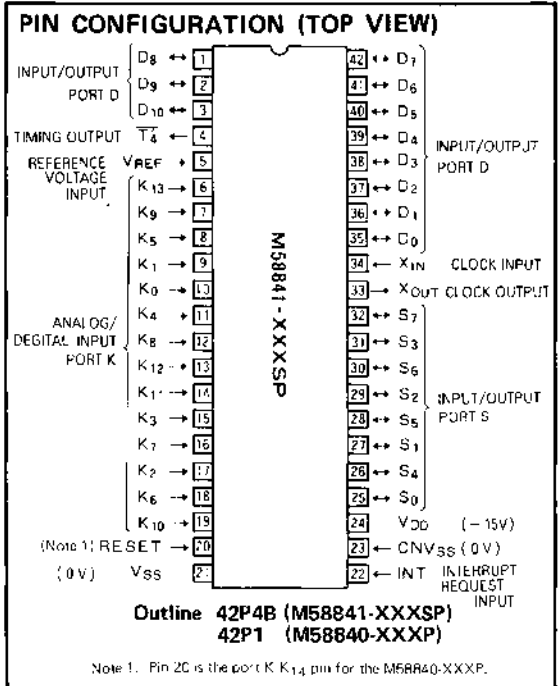 PIN CONFIGURATION (TOP VIEW)
INPUT/OUTPUT PORT D
D8 ↔ 1
D9 ↔ 2
D10 ↔ 3
TIMING OUTPUT T4 ← 4
REFERENCE VOLTAGE INPUT VREF → 5
ANALOG/DEGITAL INPUT PORT K
K13 → 6
K9 → 7
K5 → 8
K1 → 9
K0 → 10
K4 → 11
K8 → 12
K12 → 13
K11 → 14
K3 → 15
K7 → 16
K2 → 17
K6 → 18
K10 → 19
(Note 1) RESET → 20
(0V) VSS 21
M58841-XXXSP
42 ↔ D7
41 ↔ D6
40 ↔ D5
39 ↔ D4
38 ↔ D3
37 ↔ D2
36 ↔ D1
35 ↔ D0
INPUT/OUTPUT PORT D
34 ← XIN CLOCK INPUT
33 → XOUT CLOCK OUTPUT
32 ↔ S7
31 ↔ S3
30 ↔ S6
29 ↔ S2
28 ↔ S5
27 ↔ S1
26 ↔ S4
25 ↔ S0
INPUT/OUTPUT PORT S
24 VDD (−15V)
23 ← CNVSS (0V)
22 ← INT INTERRUPT REQUEST INPUT
Outline 42P4B (M58841-XXXSP)
42P1 (M58840-XXXP)
Note 1. Pin 20 is the port K K14 pin for the M58840-XXXP.